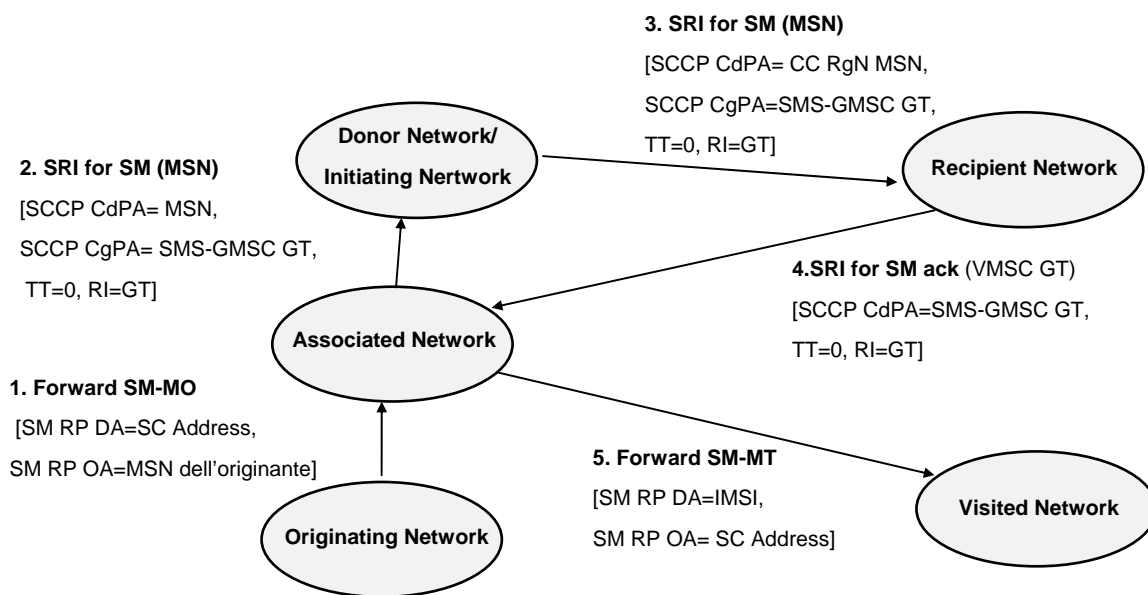 3. SRI for SM (MSN)
[SCCP CdPA= CC RgN MSN,
SCCP CgPA=SMS-GMSC GT,
TT=0, RI=GT]
Donor Network/
Initiating Nertwork
Recipient Network
2. SRI for SM (MSN)
[SCCP CdPA= MSN,
SCCP CgPA= SMS-GMSC GT,
TT=0, RI=GT]
4.SRI for SM ack (VMSC GT)
[SCCP CdPA=SMS-GMSC GT,
TT=0, RI=GT]
Associated Network
1. Forward SM-MO
[SM RP DA=SC Address,
SM RP OA=MSN dell'originante]
5. Forward SM-MT
[SM RP DA=IMSI,
SM RP OA= SC Address]
Visited Network
Originating Network